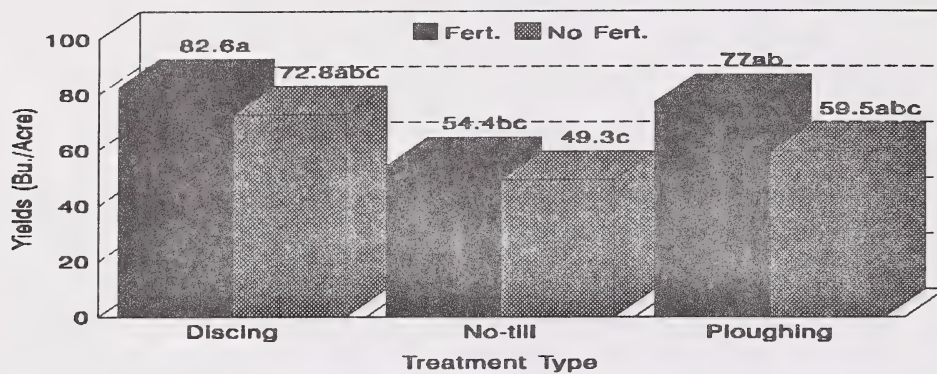 Fert. No Fert.
100
80
60
40
20
0
Yields (Bu./Acre)
82.6a
72.8abc
54.4bc
49.3c
77ab
59.5abc
Discing No-till Ploughing
Treatment Type